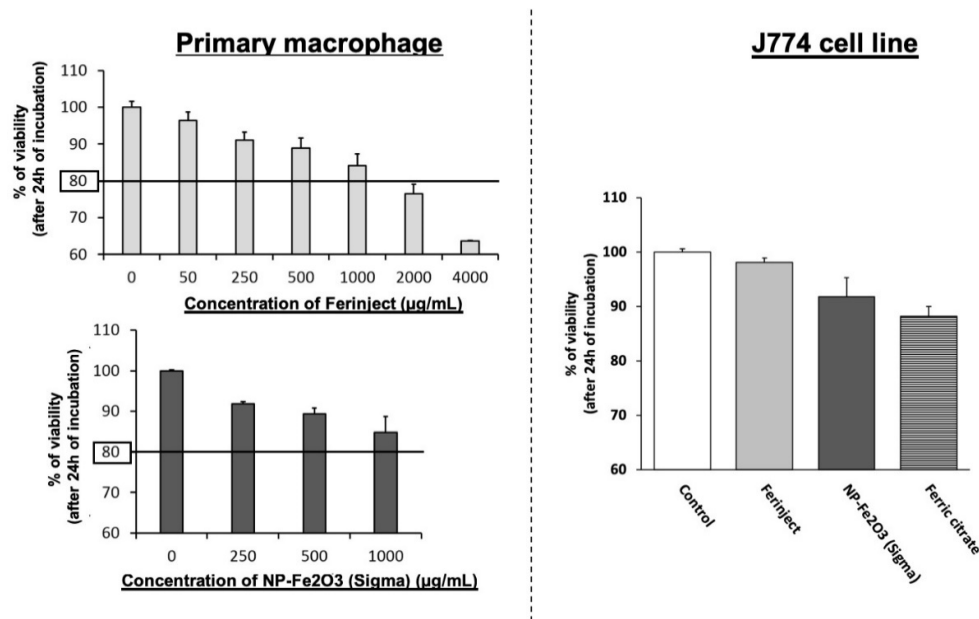 Primary macrophage
110
100
90
80
70
60
% of viability
(after 24h of incubation)
0 50 250 500 1000 2000 4000
Concentration of Ferinject (µg/mL)
110
100
90
80
70
60
% of viability
(after 24h of incubation)
0 250 500 1000
Concentration of NP-Fe2O3 (Sigma) (µg/mL)
J774 cell line
110
100
90
80
70
60
% of viability
(after 24h of incubation)
Control
Ferinject
NP-Fe2O3 (Sigma)
Ferric citrate